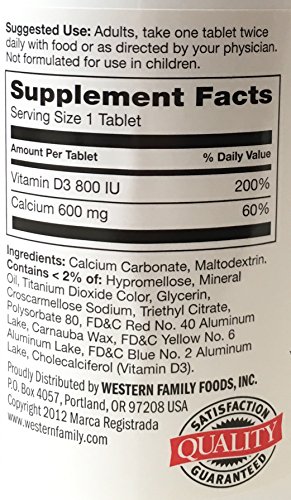 Suggested Use: Adults, take one tablet twice
daily with food or as directed by your physician.
Not formulated for use in children.
Supplement Facts
Serving Size 1 Tablet
Amount Per Tablet % Daily Value
Vitamin D3 800 IU 200%
Calcium 600 mg 60%
Ingredients: Calcium Carbonate, Maltodextrin.
Contains < 2% of: Hypromellose, Mineral
Oil, Titanium Dioxide Color, Glycerin,
Croscarmellose Sodium, Triethyl Citrate,
Polysorbate 80, FD&C Red No. 40 Aluminum
Lake, Carnauba Wax, FD&C Yellow No. 6
Aluminum Lake, FD&C Blue No. 2 Aluminum
Lake, Cholecalciferol (Vitamin D3).
Proudly Distributed by WESTERN FAMILY FOODS, INC.
P.O. Box 4057, Portland, OR 97208 USA
Copyright 2012 Marca Registrada
www.westernfamily.com
SATISFACTION
QUALITY
GUARANTEED